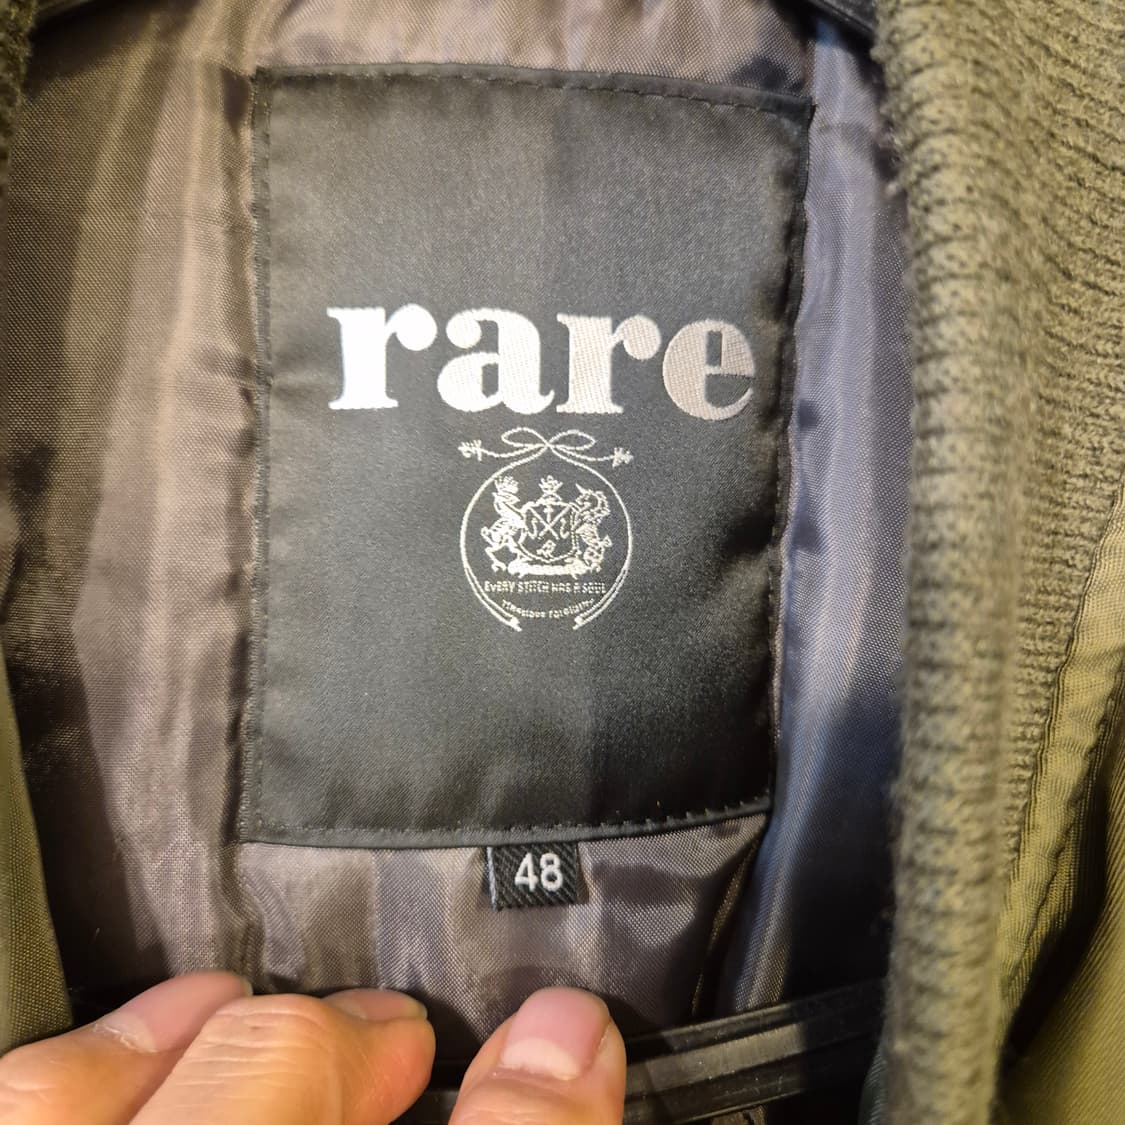 rare
EVERY STITCH HAS A SOUL
48